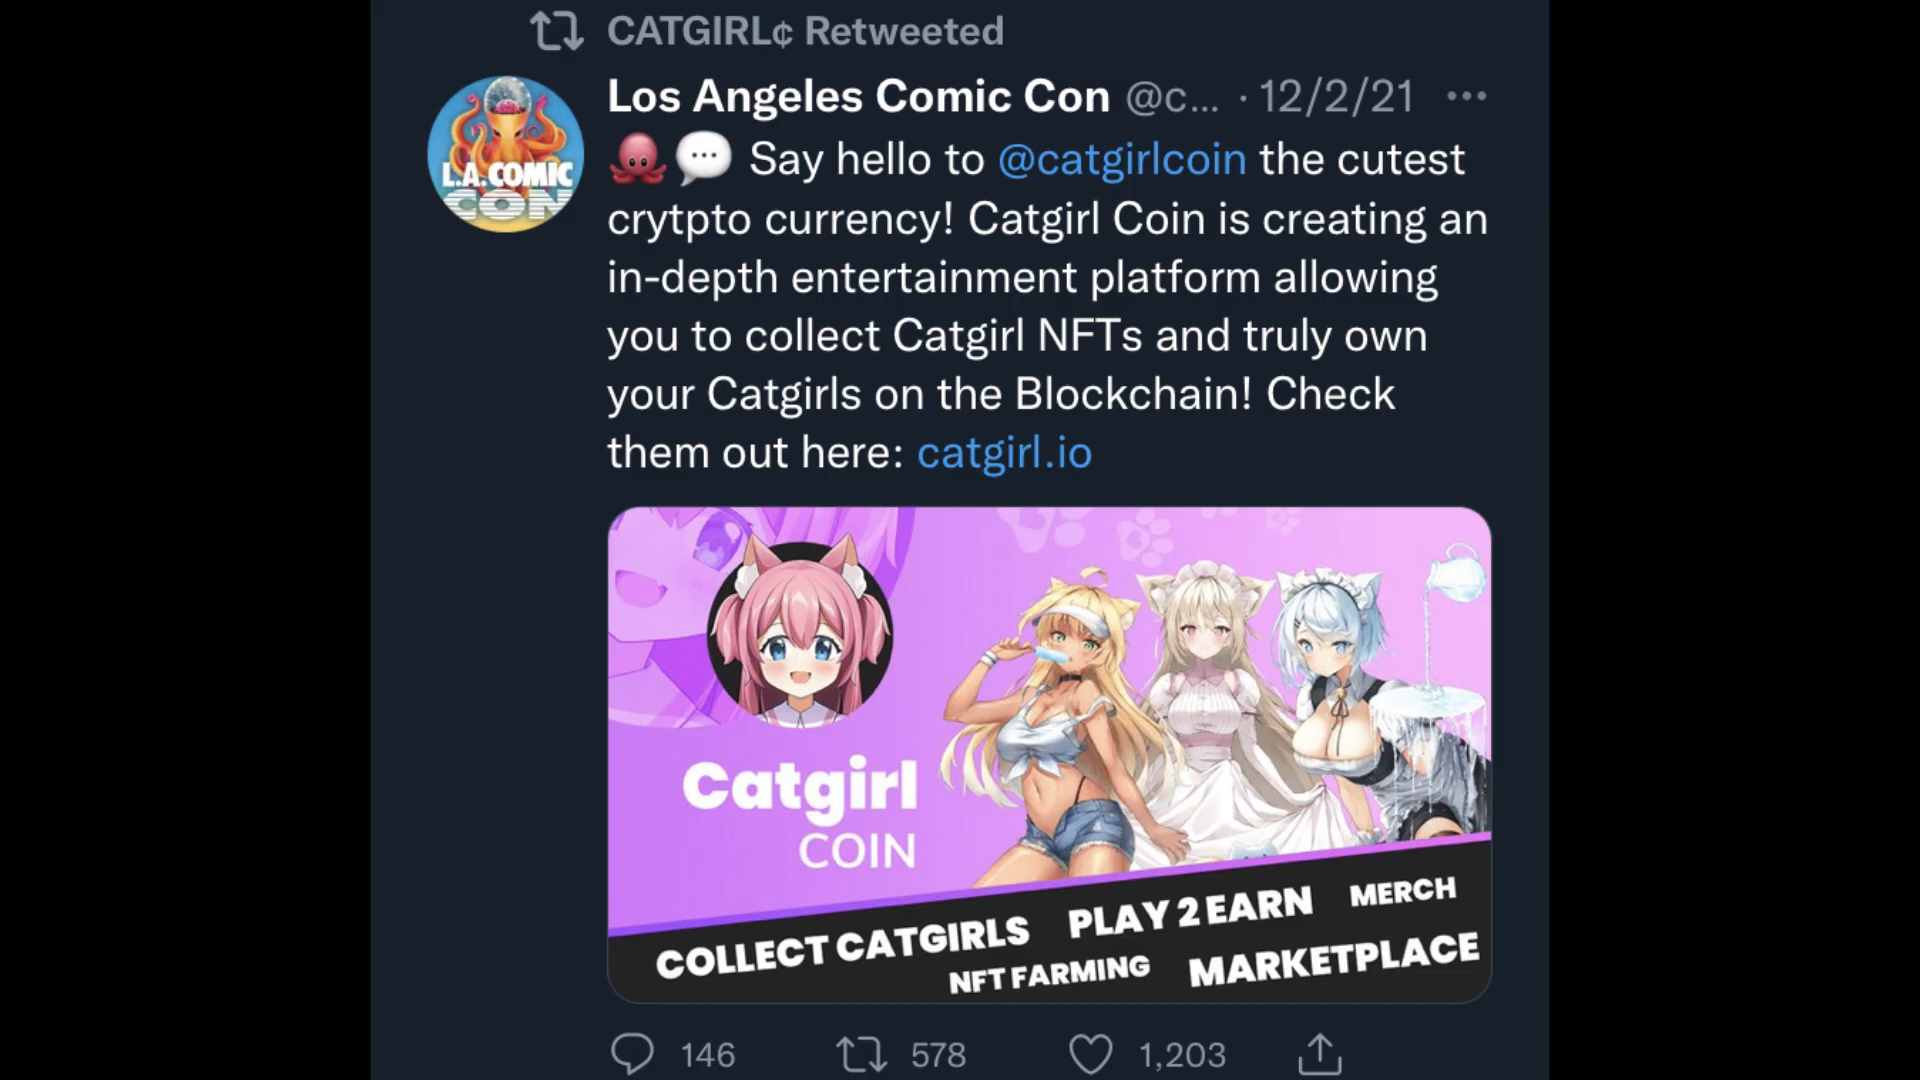 CATGIRL¢ Retweeted
Los Angeles Comic Con @c... · 12/2/21 ...
L.A.COMIC
CON
🐙💬 Say hello to @catgirlcoin the cutest
crytpto currency! Catgirl Coin is creating an
in-depth entertainment platform allowing
you to collect Catgirl NFTs and truly own
your Catgirls on the Blockchain! Check
them out here: catgirl.io
Catgirl
COIN
COLLECT CATGIRLS PLAY 2 EARN MERCH
NFT FARMING MARKETPLACE
146 578 1,203